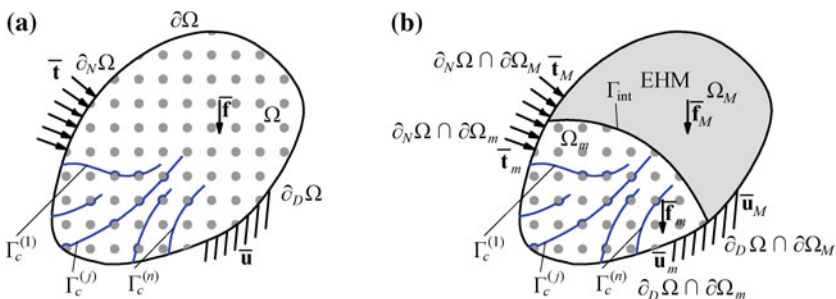 (a)
∂Ω
∂_NΩ
t̄
f̄
Ω
∂_DΩ
ū
Γ_c^(1)
Γ_c^(j)
Γ_c^(n)
(b)
∂_NΩ ∩ ∂Ω_M
t̄_M
EHM
Γ_int
Ω_M
f̄_M
∂_NΩ ∩ ∂Ω_m
Ω_m
t̄_m
ū_M
f̄_m
Γ_c^(1)
∂_DΩ ∩ ∂Ω_M
ū_m
Γ_c^(j)
Γ_c^(n)
∂_DΩ ∩ ∂Ω_m